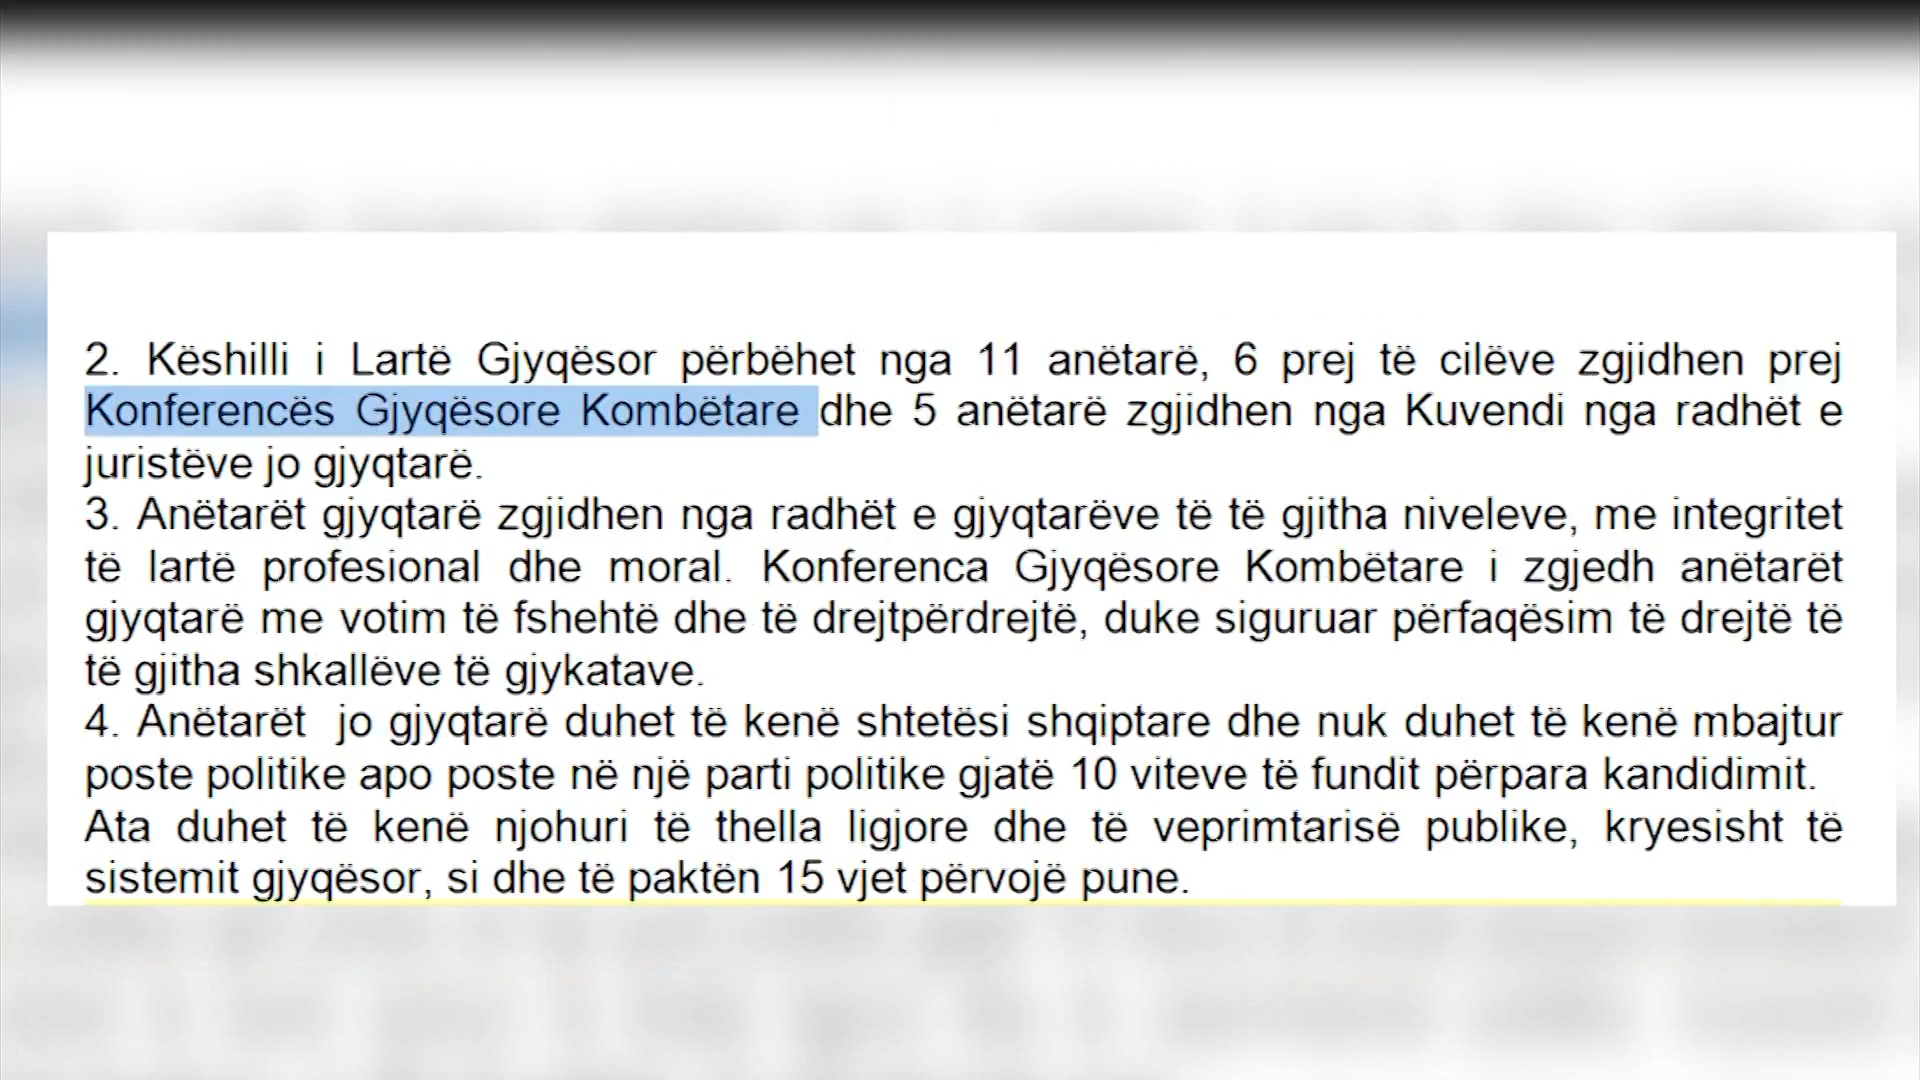 2. Këshilli i Lartë Gjyqësor përbëhet nga 11 anëtarë, 6 prej të cilëve zgjidhen prej
Konferencës Gjyqësore Kombëtare dhe 5 anëtarë zgjidhen nga Kuvendi nga radhët e
juristëve jo gjyqtarë.
3. Anëtarët gjyqtarë zgjidhen nga radhët e gjyqtarëve të të gjitha niveleve, me integritet
të lartë profesional dhe moral. Konferenca Gjyqësore Kombëtare i zgjedh anëtarët
gjyqtarë me votim të fshehtë dhe të drejtpërdrejtë, duke siguruar përfaqësim të drejtë të
të gjitha shkallëve të gjykatave.
4. Anëtarët jo gjyqtarë duhet të kenë shtetësi shqiptare dhe nuk duhet të kenë mbajtur
poste politike apo poste në një parti politike gjatë 10 viteve të fundit përpara kandidimit.
Ata duhet të kenë njohuri të thella ligjore dhe të veprimtarisë publike, kryesisht të
sistemit gjyqësor, si dhe të paktën 15 vjet përvojë pune.